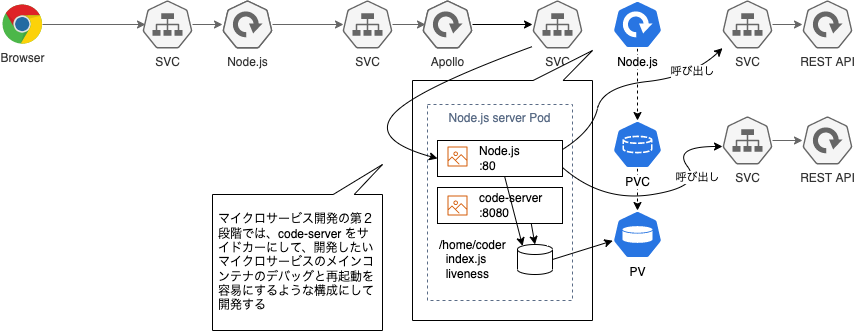 Browser
SVC
Node.js
SVC
Apollo
SVC
Node.js
SVC
REST API
呼び出し
Node.js server Pod
Node.js
:80
PVC
呼び出し
SVC
REST API
code-server
:8080
/home/coder
index.js
liveness
PV
マイクロサービス開発の第２
段階では、code-server をサ
イドカーにして、開発したい
マイクロサービスのメインコ
ンテナのデバッグと再起動を
容易にするような構成にして
開発する